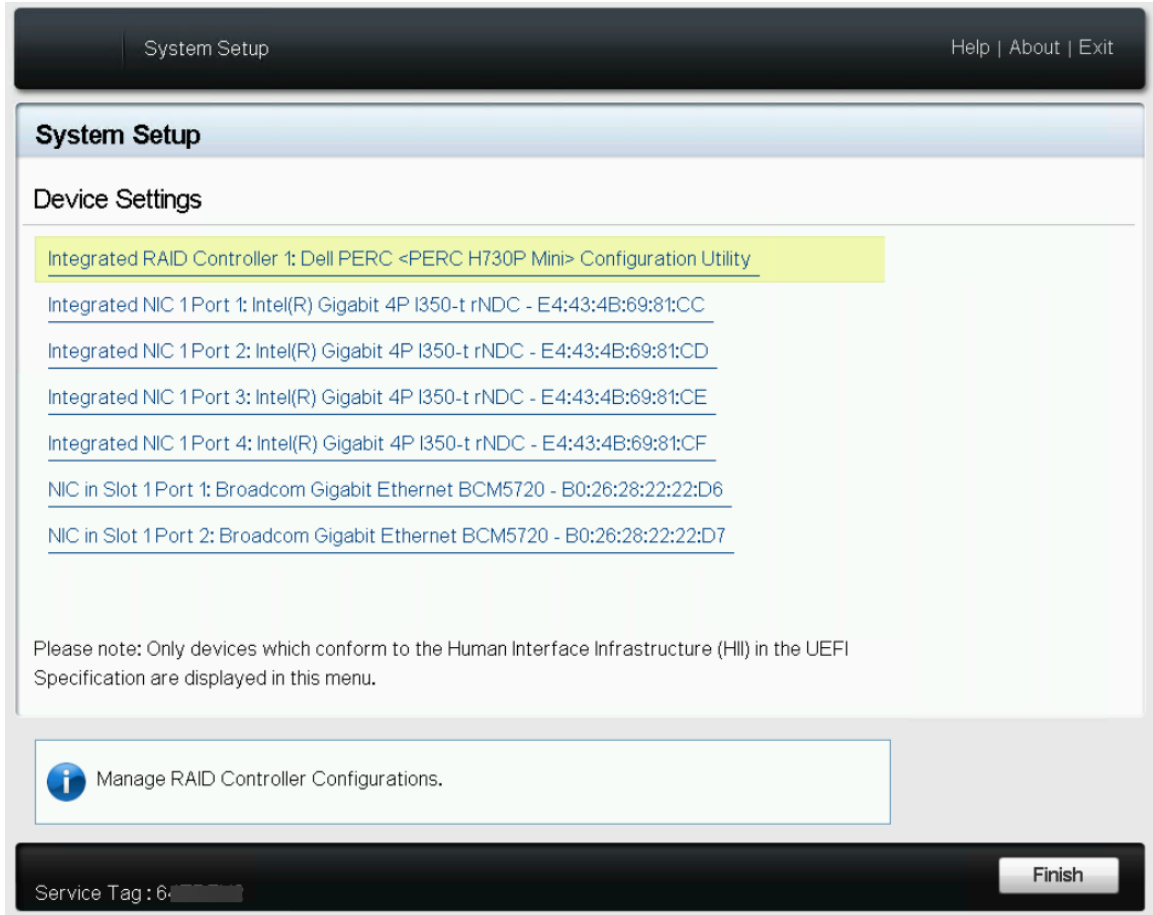 System Setup
Help | About | Exit
System Setup
Device Settings
Integrated RAID Controller 1: Dell PERC <PERC H730P Mini> Configuration Utility
Integrated NIC 1 Port 1: Intel(R) Gigabit 4P I350-t rNDC - E4:43:4B:69:81:CC
Integrated NIC 1 Port 2: Intel(R) Gigabit 4P I350-t rNDC - E4:43:4B:69:81:CD
Integrated NIC 1 Port 3: Intel(R) Gigabit 4P I350-t rNDC - E4:43:4B:69:81:CE
Integrated NIC 1 Port 4: Intel(R) Gigabit 4P I350-t rNDC - E4:43:4B:69:81:CF
NIC in Slot 1 Port 1: Broadcom Gigabit Ethernet BCM5720 - B0:26:28:22:22:D6
NIC in Slot 1 Port 2: Broadcom Gigabit Ethernet BCM5720 - B0:26:28:22:22:D7
Please note: Only devices which conform to the Human Interface Infrastructure (HII) in the UEFI
Specification are displayed in this menu.
Manage RAID Controller Configurations.
Service Tag :
Finish